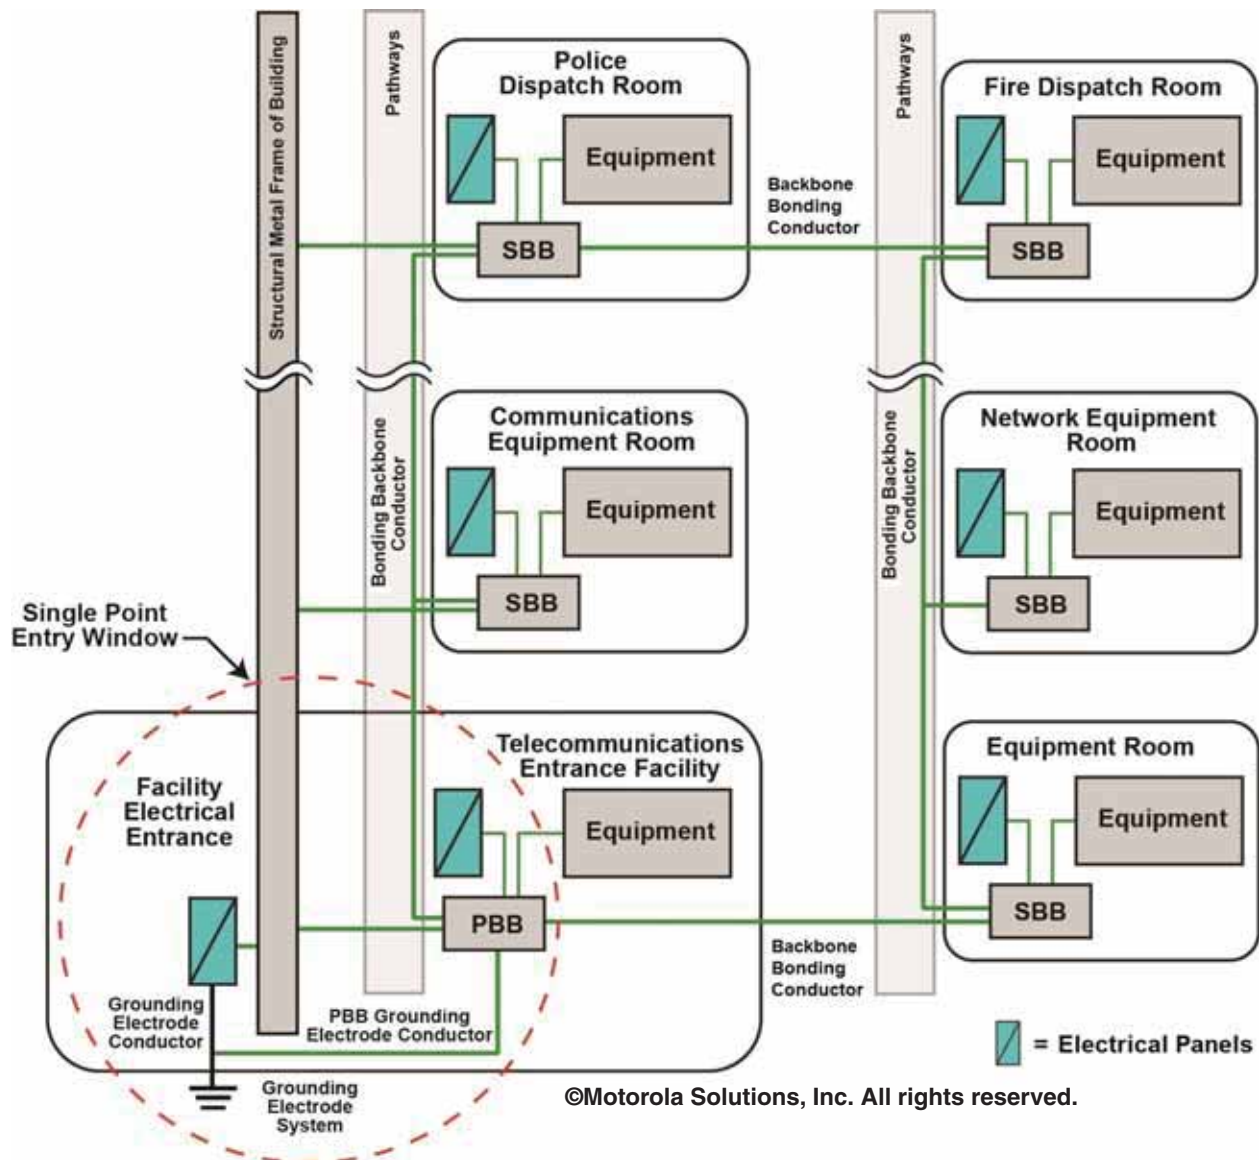 Structural Metal Frame of Building
Pathways
Police
Dispatch Room
Equipment
SBB
Backbone
Bonding
Conductor
Pathways
Fire Dispatch Room
Equipment
SBB
Communications
Equipment Room
Equipment
SBB
Bonding Backbone
Conductor
Network Equipment
Room
Equipment
SBB
Bonding Backbone
Conductor
Single Point
Entry Window
Facility
Electrical
Entrance
Telecommunications
Entrance Facility
Equipment
PBB
Equipment Room
Equipment
SBB
Backbone
Bonding
Conductor
Grounding
Electrode
Conductor
PBB Grounding
Electrode Conductor
Grounding
Electrode
System
= Electrical Panels
©Motorola Solutions, Inc. All rights reserved.